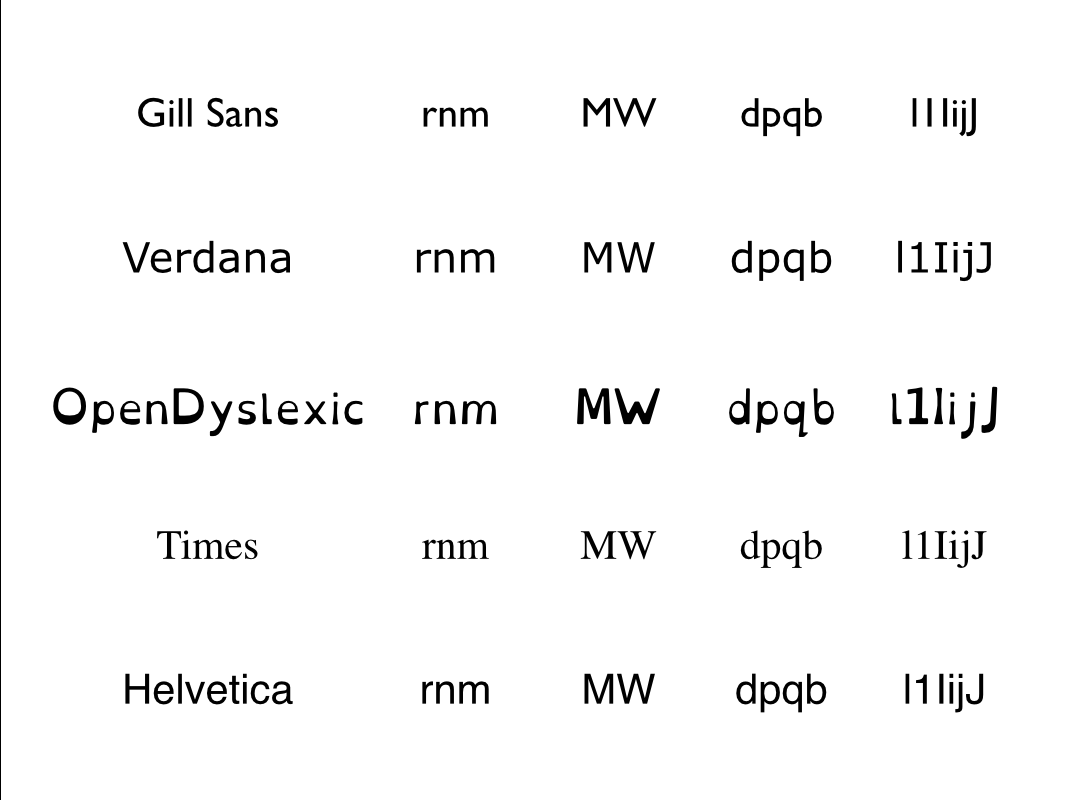 Gill Sans rnm MW dpqb l1IijJ
Verdana rnm MW dpqb l1IijJ
OpenDyslexic rnm MW dpqb l1IijJ
Times rnm MW dpqb l1IijJ
Helvetica rnm MW dpqb l1IijJ